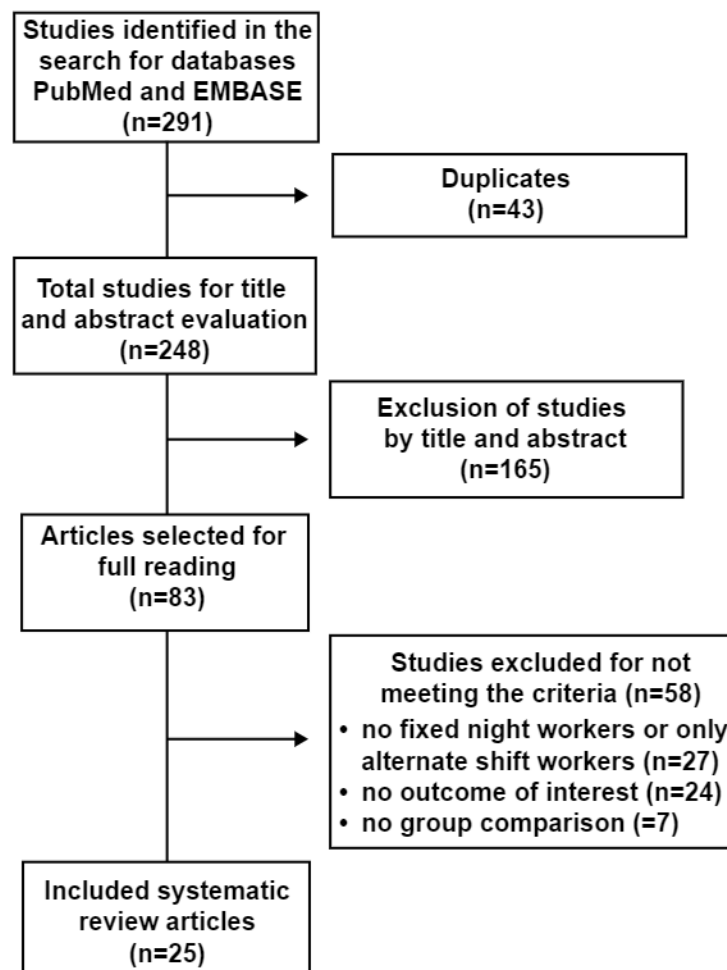 Studies identified in the
search for databases
PubMed and EMBASE
(n=291)
Duplicates
(n=43)
Total studies for title
and abstract evaluation
(n=248)
Exclusion of studies
by title and abstract
(n=165)
Articles selected for
full reading
(n=83)
Studies excluded for not
meeting the criteria (n=58)
• no fixed night workers or only
alternate shift workers (n=27)
• no outcome of interest (n=24)
• no group comparison (=7)
Included systematic
review articles
(n=25)